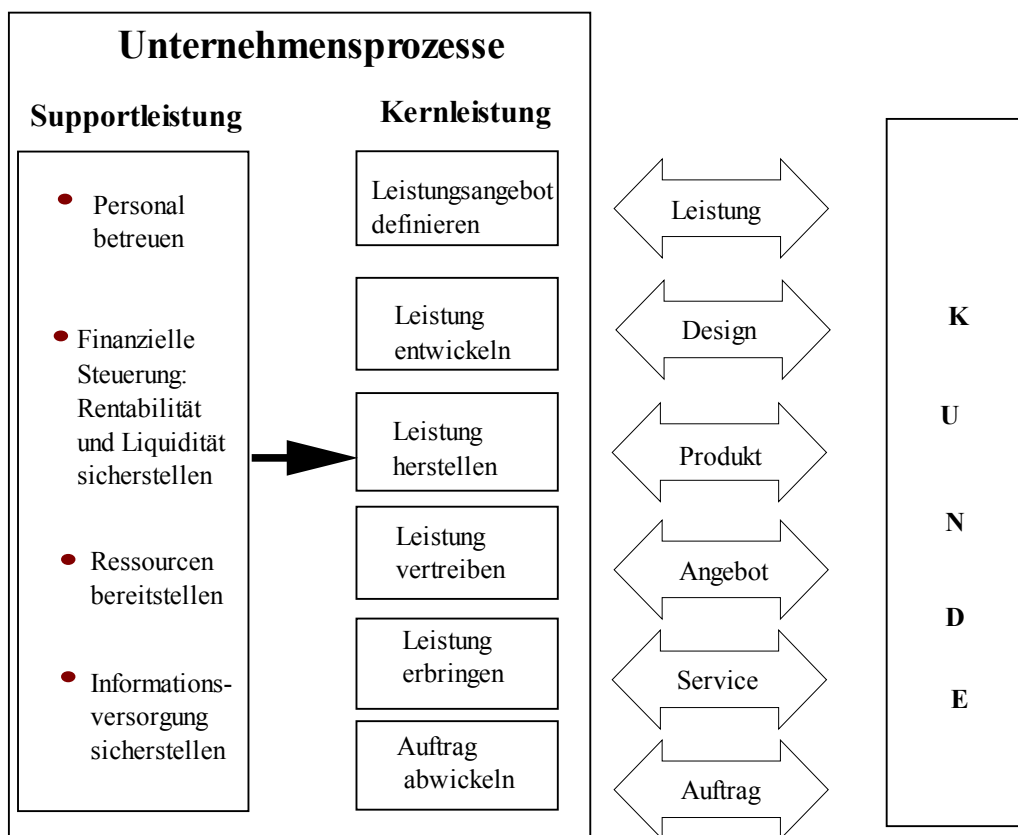 Unternehmensprozesse
Supportleistung
Personal
betreuen
Finanzielle
Steuerung:
Rentabilität
und Liquidität
sicherstellen
Ressourcen
bereitstellen
Informations-
versorgung
sicherstellen
Kernleistung
Leistungsangebot
definieren
Leistung
entwickeln
Leistung
herstellen
Leistung
vertreiben
Leistung
erbringen
Auftrag
abwickeln
Leistung
Design
Produkt
Angebot
Service
Auftrag
K
U
N
D
E